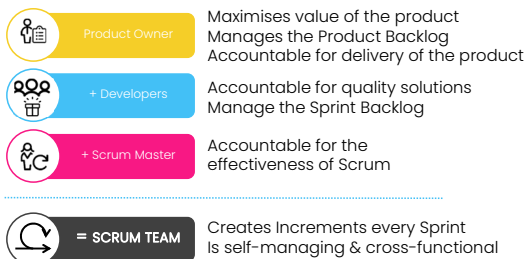 Product Owner
Maximises value of the product
Manages the Product Backlog
Accountable for delivery of the product
+ Developers
Accountable for quality solutions
Manage the Sprint Backlog
+ Scrum Master
Accountable for the
effectiveness of Scrum
= SCRUM TEAM
Creates Increments every Sprint
Is self-managing & cross-functional